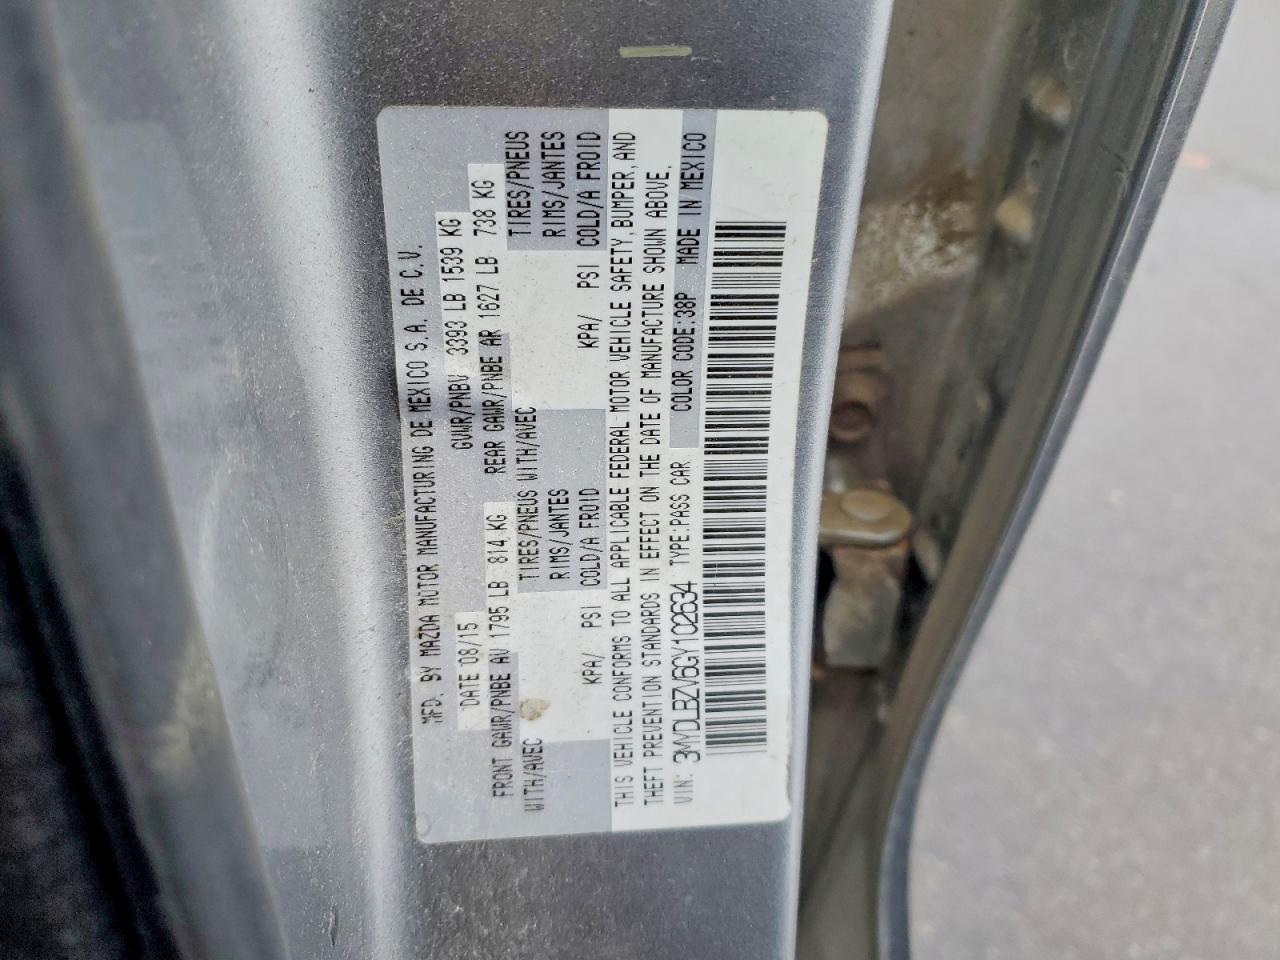 MFD. BY MAZDA MOTOR MANUFACTURING DE MEXICO S.A. DE C.V.
DATE 08/15 GVWR/PNBV 3393 LB 1539 KG
FRONT GAWR/PNBE AV 1795 LB 814 KG REAR GAWR/PNBE AR 1627 LB 738 KG
WITH/AVEC TIRES/PNEUS WITH/AVEC TIRES/PNEUS
RIMS/JANTES RIMS/JANTES
KPA/ PSI COLD/A FROID KPA/ PSI COLD/A FROID
THIS VEHICLE CONFORMS TO ALL APPLICABLE FEDERAL MOTOR VEHICLE SAFETY, BUMPER, AND
THEFT PREVENTION STANDARDS IN EFFECT ON THE DATE OF MANUFACTURE SHOWN ABOVE.
VIN: 3MYDLBZV6GY102634 TYPE:PASS CAR COLOR CODE:38P MADE IN MEXICO